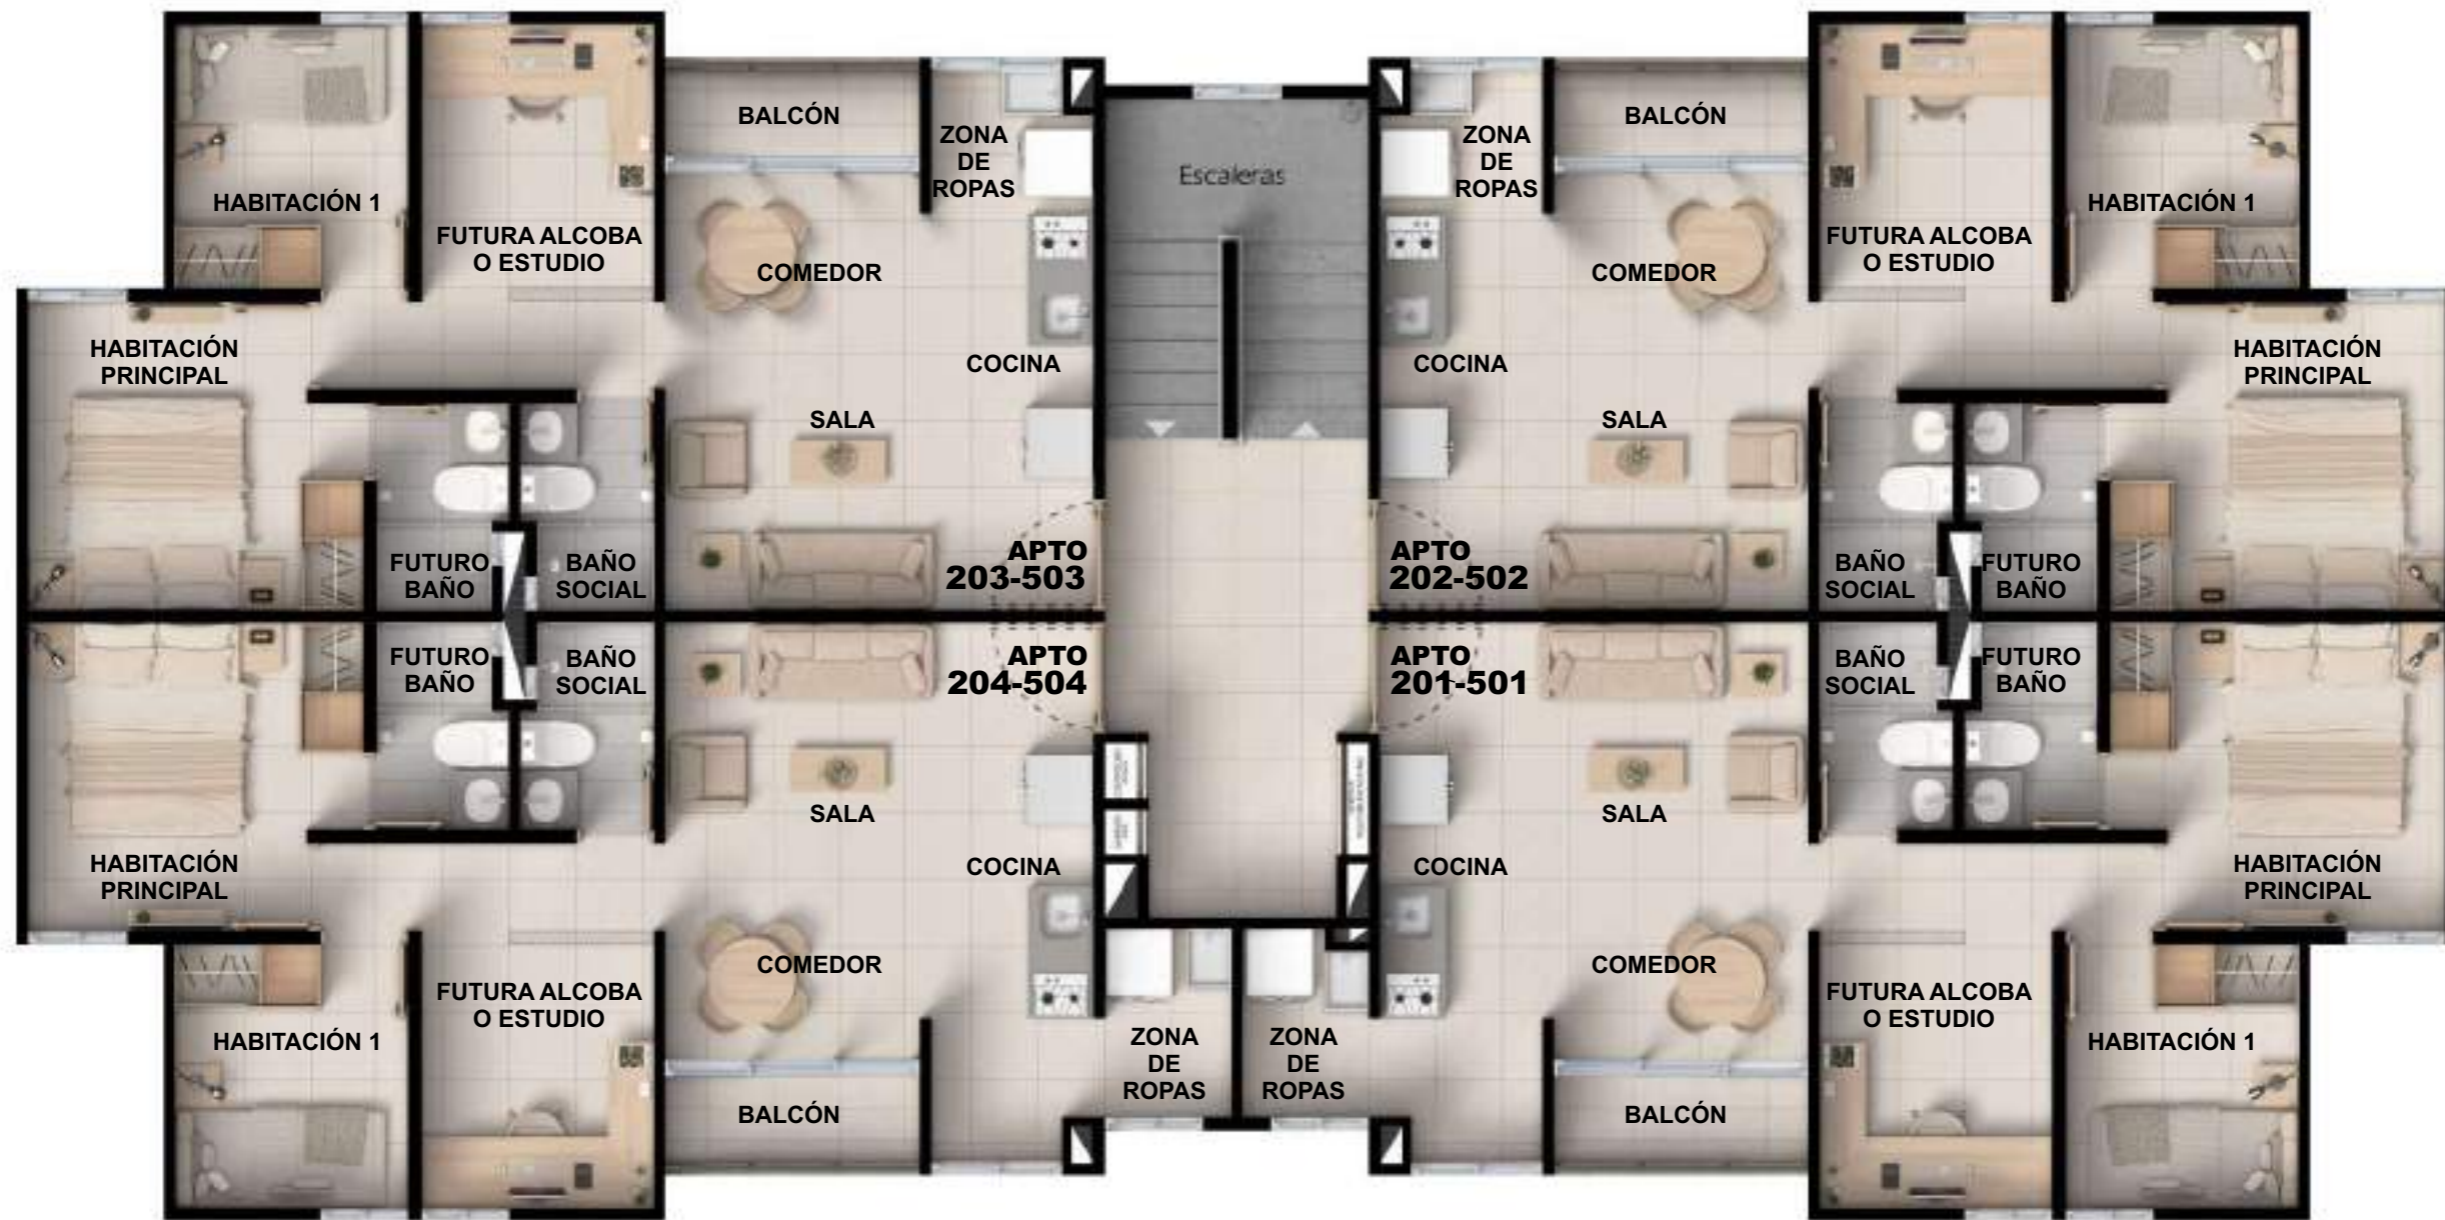 HABITACIÓN 1
FUTURA ALCOBA
O ESTUDIO
BALCÓN
ZONA
DE
ROPAS
COMEDOR
HABITACIÓN
PRINCIPAL
COCINA
SALA
FUTURO
BAÑO
BAÑO
SOCIAL
APTO
203-503
Escaleras
ZONA
DE
ROPAS
BALCÓN
FUTURA ALCOBA
O ESTUDIO
HABITACIÓN 1
COMEDOR
COCINA
HABITACIÓN
PRINCIPAL
SALA
APTO
202-502
BAÑO
SOCIAL
FUTURO
BAÑO
FUTURO
BAÑO
BAÑO
SOCIAL
APTO
204-504
SALA
HABITACIÓN
PRINCIPAL
COCINA
COMEDOR
FUTURA ALCOBA
O ESTUDIO
HABITACIÓN 1
BALCÓN
ZONA
DE
ROPAS
APTO
201-501
BAÑO
SOCIAL
FUTURO
BAÑO
SALA
COCINA
HABITACIÓN
PRINCIPAL
COMEDOR
FUTURA ALCOBA
O ESTUDIO
HABITACIÓN 1
ZONA
DE
ROPAS
BALCÓN